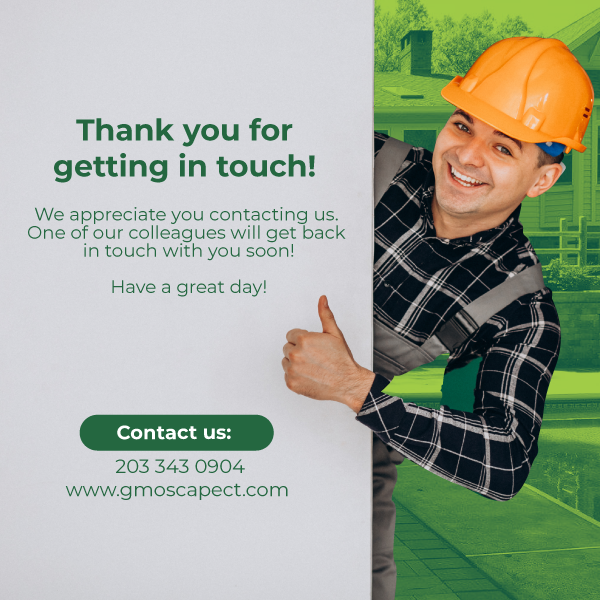 Thank you for
getting in touch!
We appreciate you contacting us.
One of our colleagues will get back
in touch with you soon!
Have a great day!
Contact us:
203 343 0904
www.gmoscapect.com